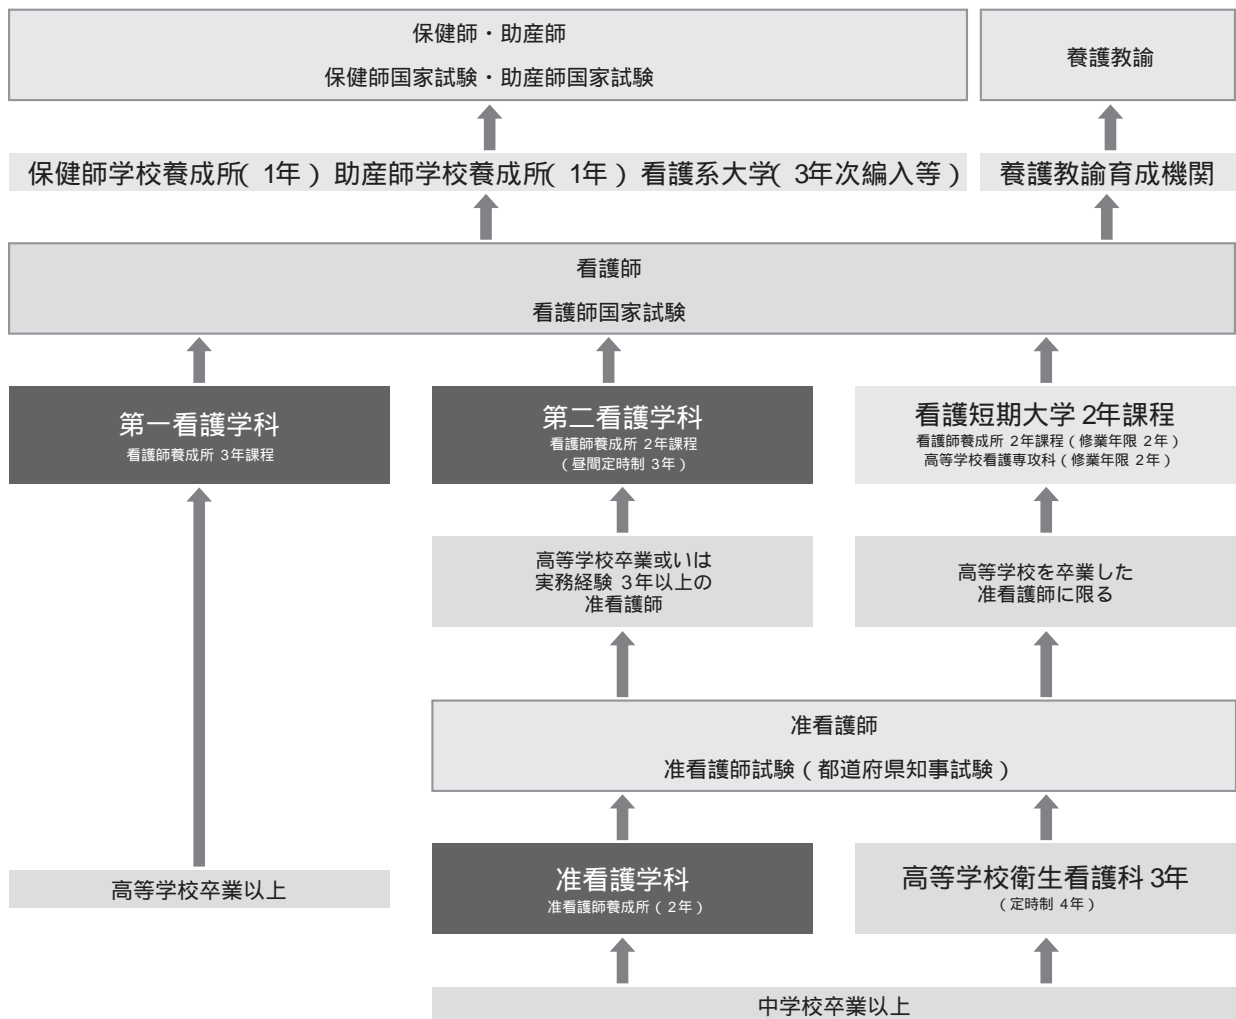 保健師・助産師
保健師国家試験・助産師国家試験
養護教諭
保健師学校養成所（1年）助産師学校養成所（1年）看護系大学（3年次編入等）
養護教諭育成機関
看護師
看護師国家試験
第一看護学科
看護師養成所 3年課程
第二看護学科
看護師養成所 2年課程
（昼間定時制 3年）
看護短期大学 2年課程
看護師養成所 2年課程（修業年限 2年）
高等学校看護専攻科（修業年限 2年）
高等学校卒業或いは
実務経験 3年以上の
准看護師
高等学校を卒業した
准看護師に限る
准看護師
准看護師試験（都道府県知事試験）
高等学校卒業以上
准看護学科
准看護師養成所（2年）
高等学校衛生看護科 3年
（定時制 4年）
中学校卒業以上